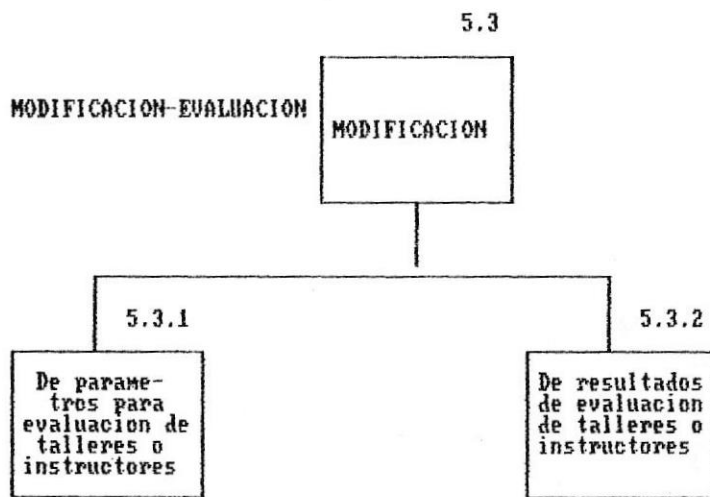 5.3
MODIFICACION-EVALUACION
MODIFICACION
5.3.1
5.3.2
De parame-
tros para
evaluacion de
talleres o
instructores
De resultados
de evaluacion
de talleres o
instructores